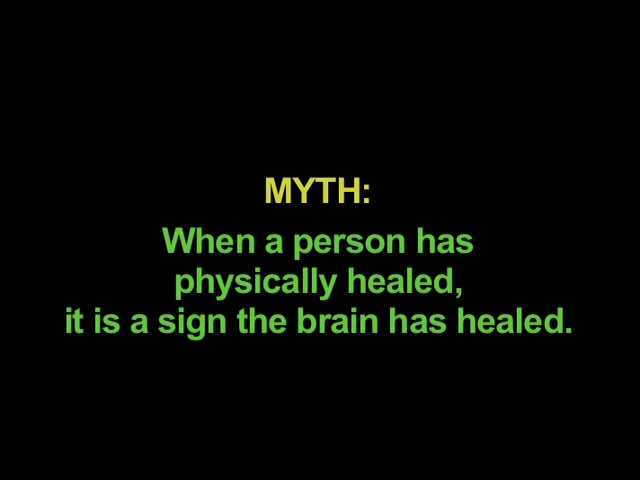 MYTH:
When a person has
physically healed,
it is a sign the brain has healed.